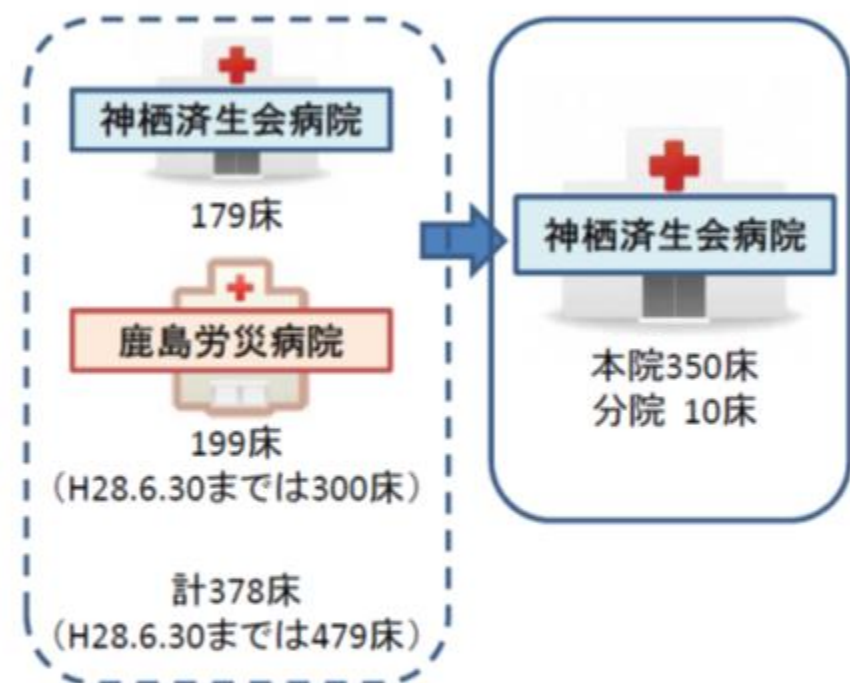 神栖済生会病院
179床
鹿島労災病院
199床
（H28.6.30までは300床）
計378床
（H28.6.30までは479床）
神栖済生会病院
本院350床
分院 10床